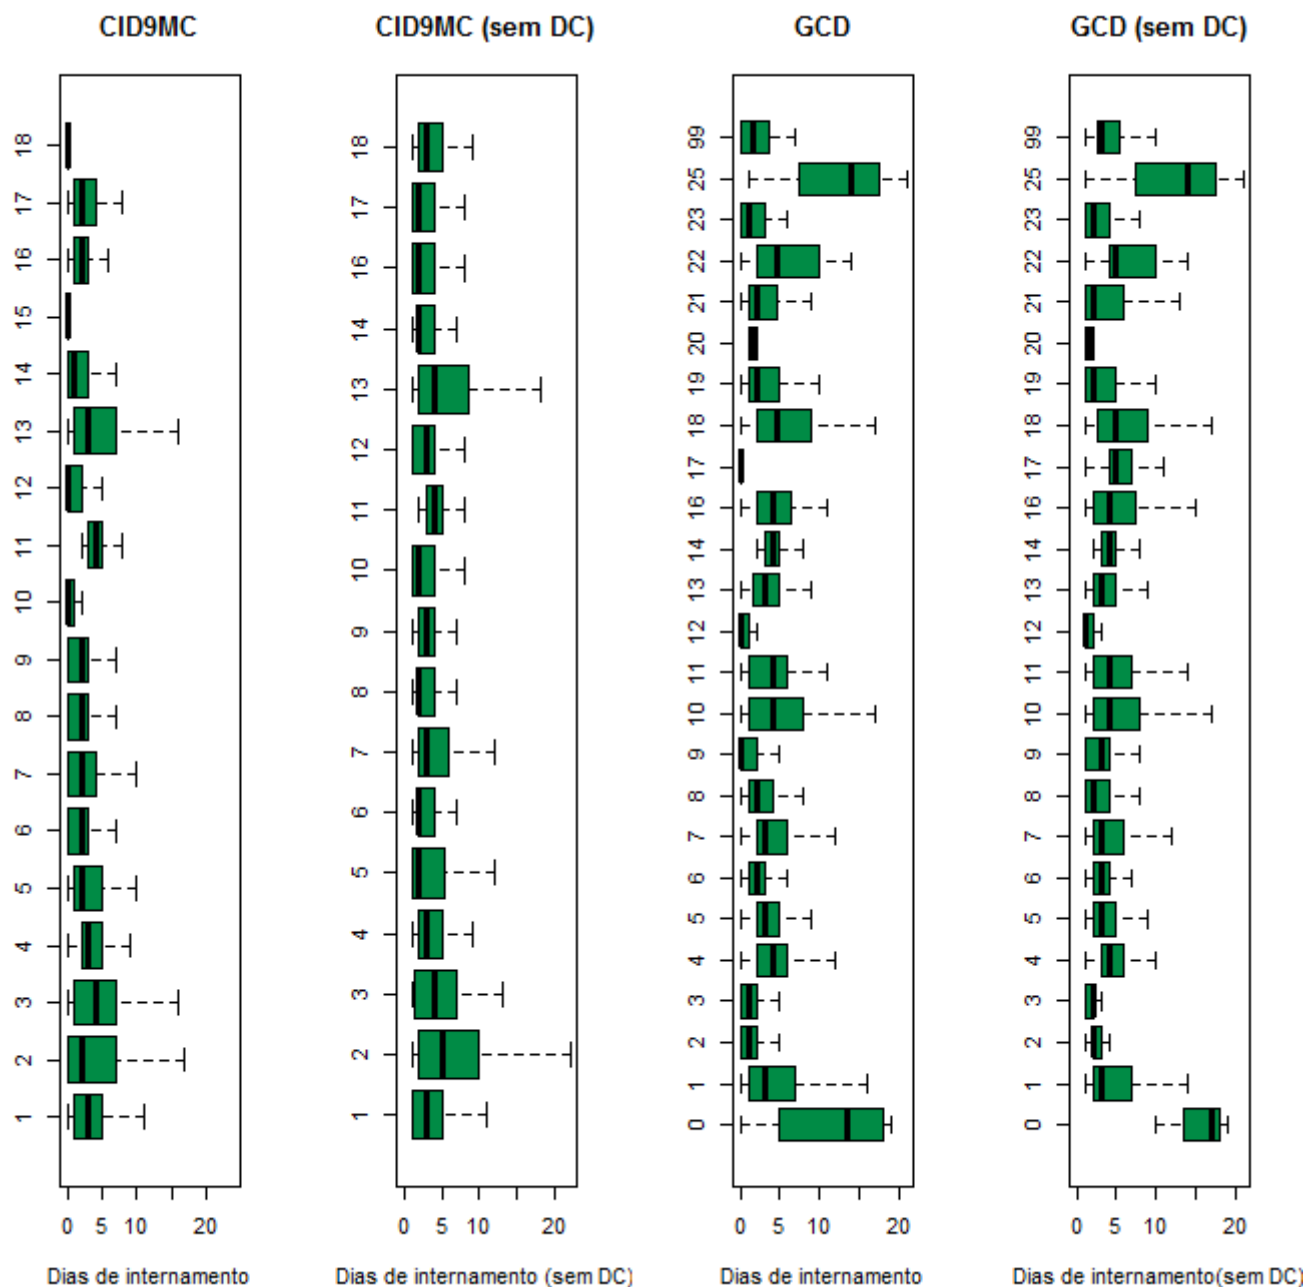 CID9MC CID9MC (sem DC) GCD GCD (sem DC)
18 17 16 15 14 13 12 11 10 9 8 7 6 5 4 3 2 1
18 17 16 14 13 12 11 10 9 8 7 6 5 4 3 2 1
99 25 23 22 21 20 19 18 17 16 14 13 12 11 10 9 8 7 6 5 4 3 2 1 0
99 25 23 22 21 20 19 18 17 16 14 13 12 11 10 9 8 7 6 5 4 3 2 1 0
0 5 10 20 0 5 10 20 0 5 10 20 0 5 10 20
Dias de internamento Dias de internamento (sem DC) Dias de internamento Dias de internamento(sem DC)